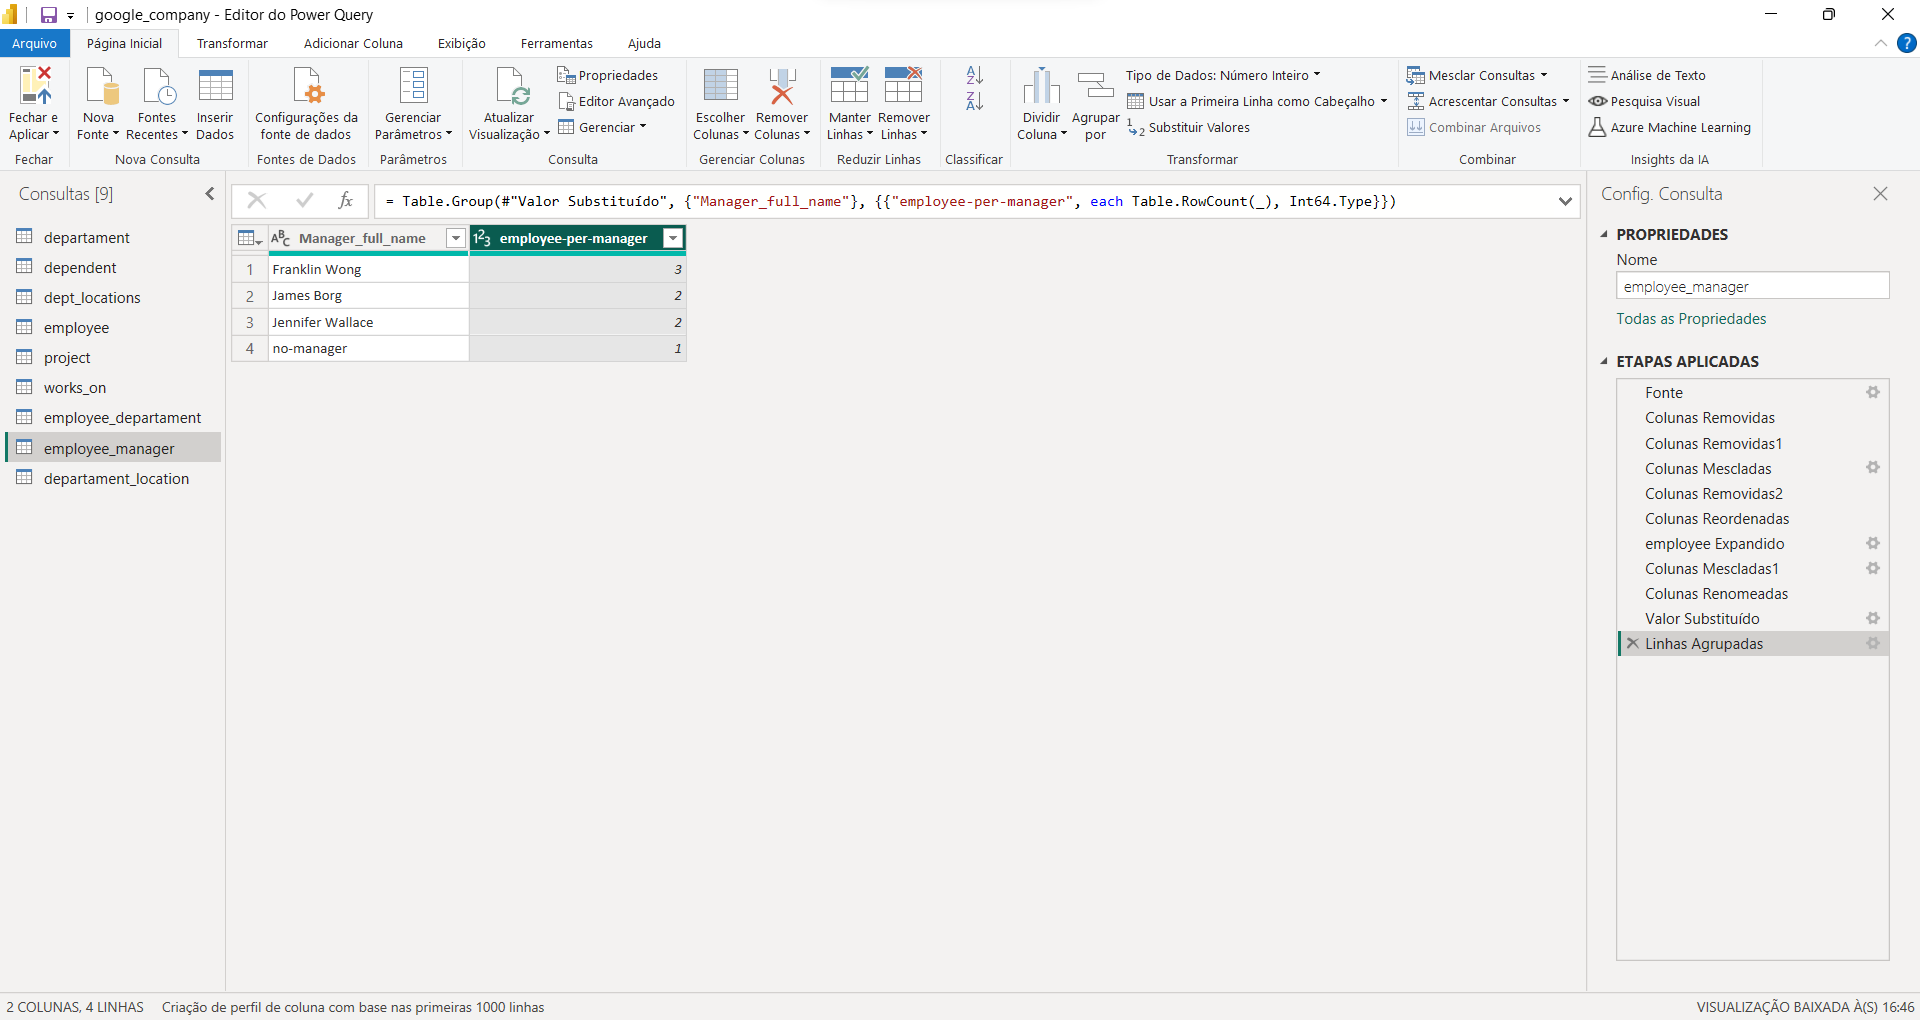 google_company - Editor do Power Query
Arquivo
Página Inicial
Transformar
Adicionar Coluna
Exibição
Ferramentas
Ajuda
?
Fechar e
Aplicar
Nova
Fonte
Fontes
Recentes
Inserir
Dados
Configurações da
fonte de dados
Gerenciar
Parâmetros
Atualizar
Visualização
Propriedades
Editor Avançado
Gerenciar
Escolher
Colunas
Remover
Colunas
Manter
Linhas
Remover
Linhas
A
Z
Z
A
Dividir
Coluna
Agrupar
por
Tipo de Dados: Número Inteiro
Usar a Primeira Linha como Cabeçalho
1
2
Substituir Valores
Mesclar Consultas
Acrescentar Consultas
Combinar Arquivos
Análise de Texto
Pesquisa Visual
Azure Machine Learning
Fechar
Nova Consulta
Fontes de Dados
Parâmetros
Consulta
Gerenciar Colunas
Reduzir Linhas
Classificar
Transformar
Combinar
Insights da IA
Consultas [9]
departament
dependent
dept_locations
employee
project
works_on
employee_departament
employee_manager
departament_location
fx
= Table.Group(#"Valor Substituído", {"Manager_full_name"}, {{"employee-per-manager", each Table.RowCount(_), Int64.Type}})
ABC Manager_full_name
123 employee-per-manager
1 Franklin Wong 3
2 James Borg 2
3 Jennifer Wallace 2
4 no-manager 1
Config. Consulta
PROPRIEDADES
Nome
employee_manager
Todas as Propriedades
ETAPAS APLICADAS
Fonte
Colunas Removidas
Colunas Removidas1
Colunas Mescladas
Colunas Removidas2
Colunas Reordenadas
employee Expandido
Colunas Mescladas1
Colunas Renomeadas
Valor Substituído
Linhas Agrupadas
2 COLUNAS, 4 LINHAS
Criação de perfil de coluna com base nas primeiras 1000 linhas
VISUALIZAÇÃO BAIXADA À(S) 16:46